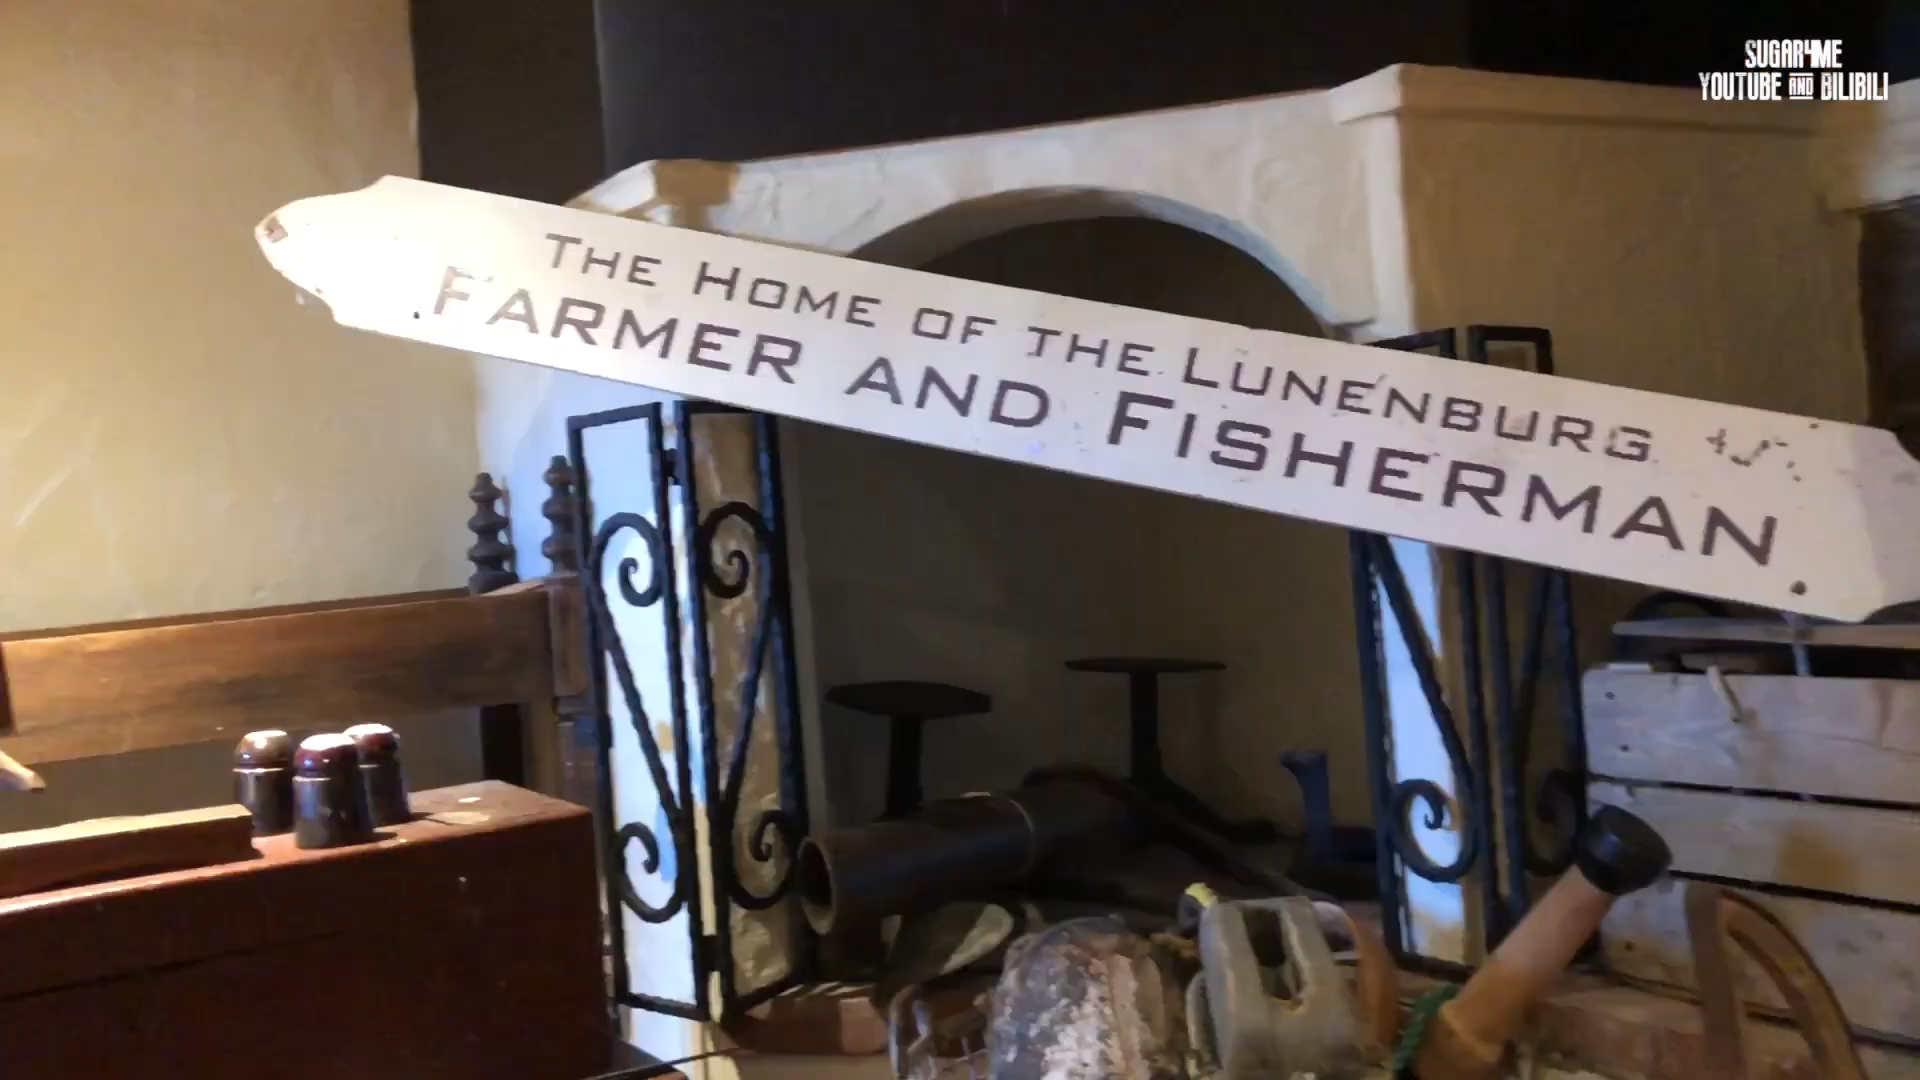 SUGAR4ME
YOUTUBE AND BILIBILI
THE HOME OF THE LUNENBURG
FARMER AND FISHERMAN